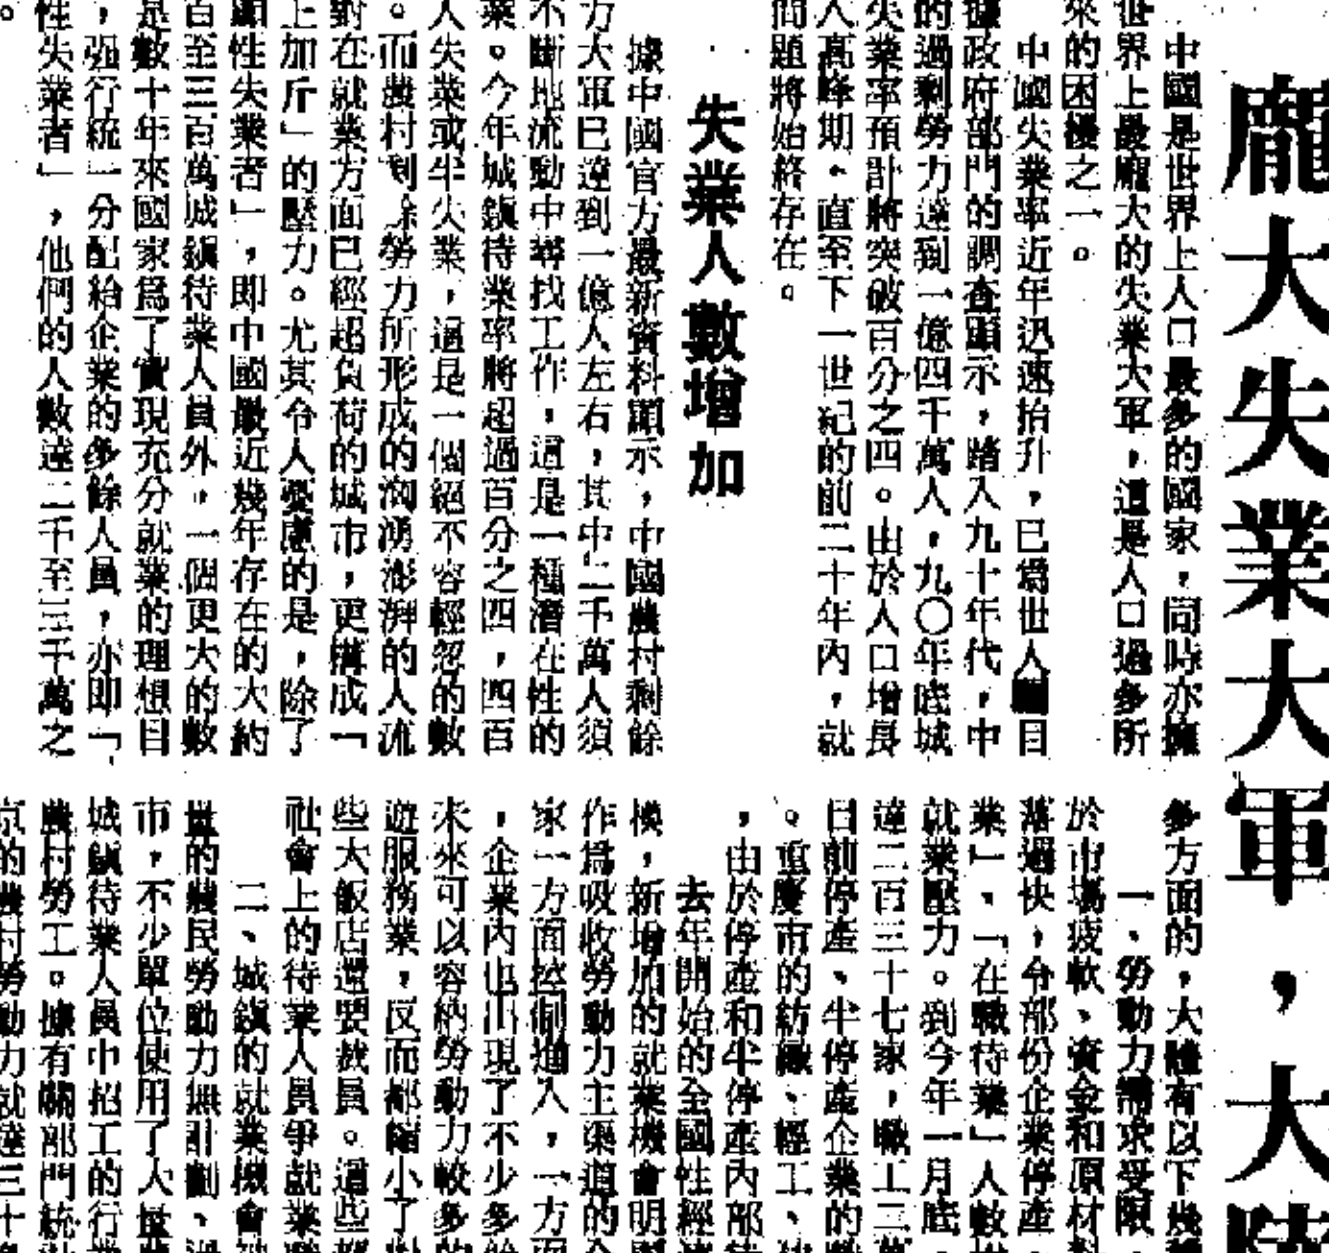 龐大失業大軍，大陸
中國是世界上人口最多的國家，同時亦擁
世界上最龐大的失業大軍，這是人口過多所
來的困擾之一。
中國失業率近年迅速抬升，已爲世人矚目
據政府部門的調查顯示，踏入九十年代，中
的過剩勞力達到一億四千萬人，九〇年底城
失業率預計將突破百分之四。由於人口增長
人高峰期，直至下一世紀的前二十年內，就
問題將始終存在。
失業人數增加
據中國官方最新資料顯示，中國農村剩餘
力大軍已達到一億人左右，其中二千萬人須
不斷地流動中尋找工作，這是一種潛在性的
業。今年城鎮待業率將超過百分之四，四百
人失業或半失業，這是一個絕不容輕忽的數
。而農村剩餘勞力所形成的洶湧澎湃的人流
對在就業方面已經超負荷的城市，更構成「
上加斤」的壓力。尤其令人憂慮的是，除了
顯性失業者」，即中國最近幾年存在的大約
百至三百萬城鎮待業人員外，一個更大的數
是數十年來國家爲了實現充分就業的理想目
，强行統一分配給企業的多餘人員，亦即「
性失業者」，他們的人數達二千至三千萬之
。
多方面的，大體有以下幾
一、勞動力需求受限
於市場疲軟、資金和原材料
落過快，令部份企業停產
業」、「在職待業」人數
就業壓力。到今年一月底
達二百三十七家，職工二萬
目前停產、半停產企業的
。重慶市的紡織、輕工、
，由於停產和半停產內部
去年開始的全國性經濟
模，新增加的就業機會明顯
作爲吸收勞動力主渠道的
家一方面控制進入，一方面
，企業內也出現了不少多餘
未來可以容納勞動力較多的
遊服務業，反而都縮小了
些大飯店還要裁員。這些都
社會上的待業人員爭就業
二、城鎮的就業機會被
量的農民勞動力無計劃、
市，不少單位使用了大量
城鎮待業人員中招工的行業
農村勞工。據有關部門統計
京的農村勞動力就達三十